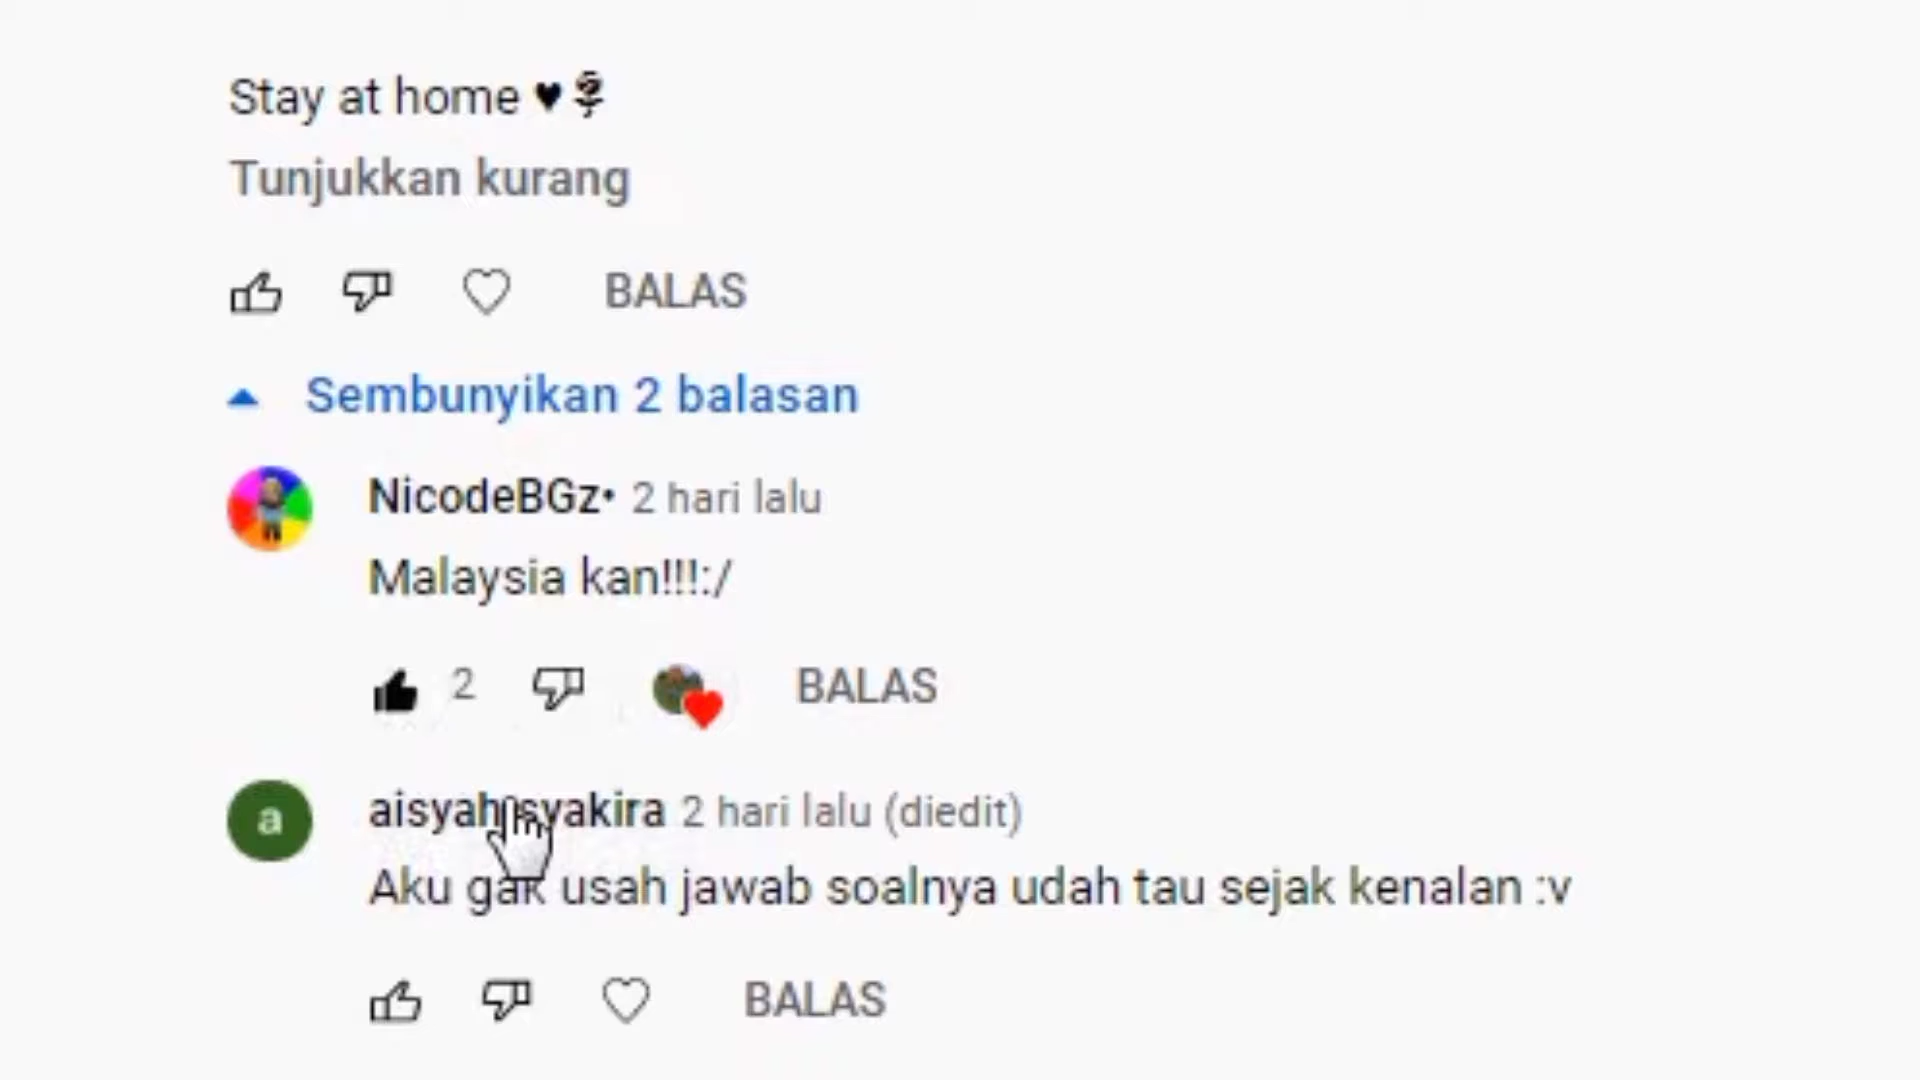 Stay at home ♥🌹
Tunjukkan kurang
BALAS
Sembunyikan 2 balasan
NicodeBGz• 2 hari lalu
Malaysia kan!!!:/
2 BALAS
a
aisyah syakira 2 hari lalu (diedit)
Aku gak usah jawab soalnya udah tau sejak kenalan :v
BALAS